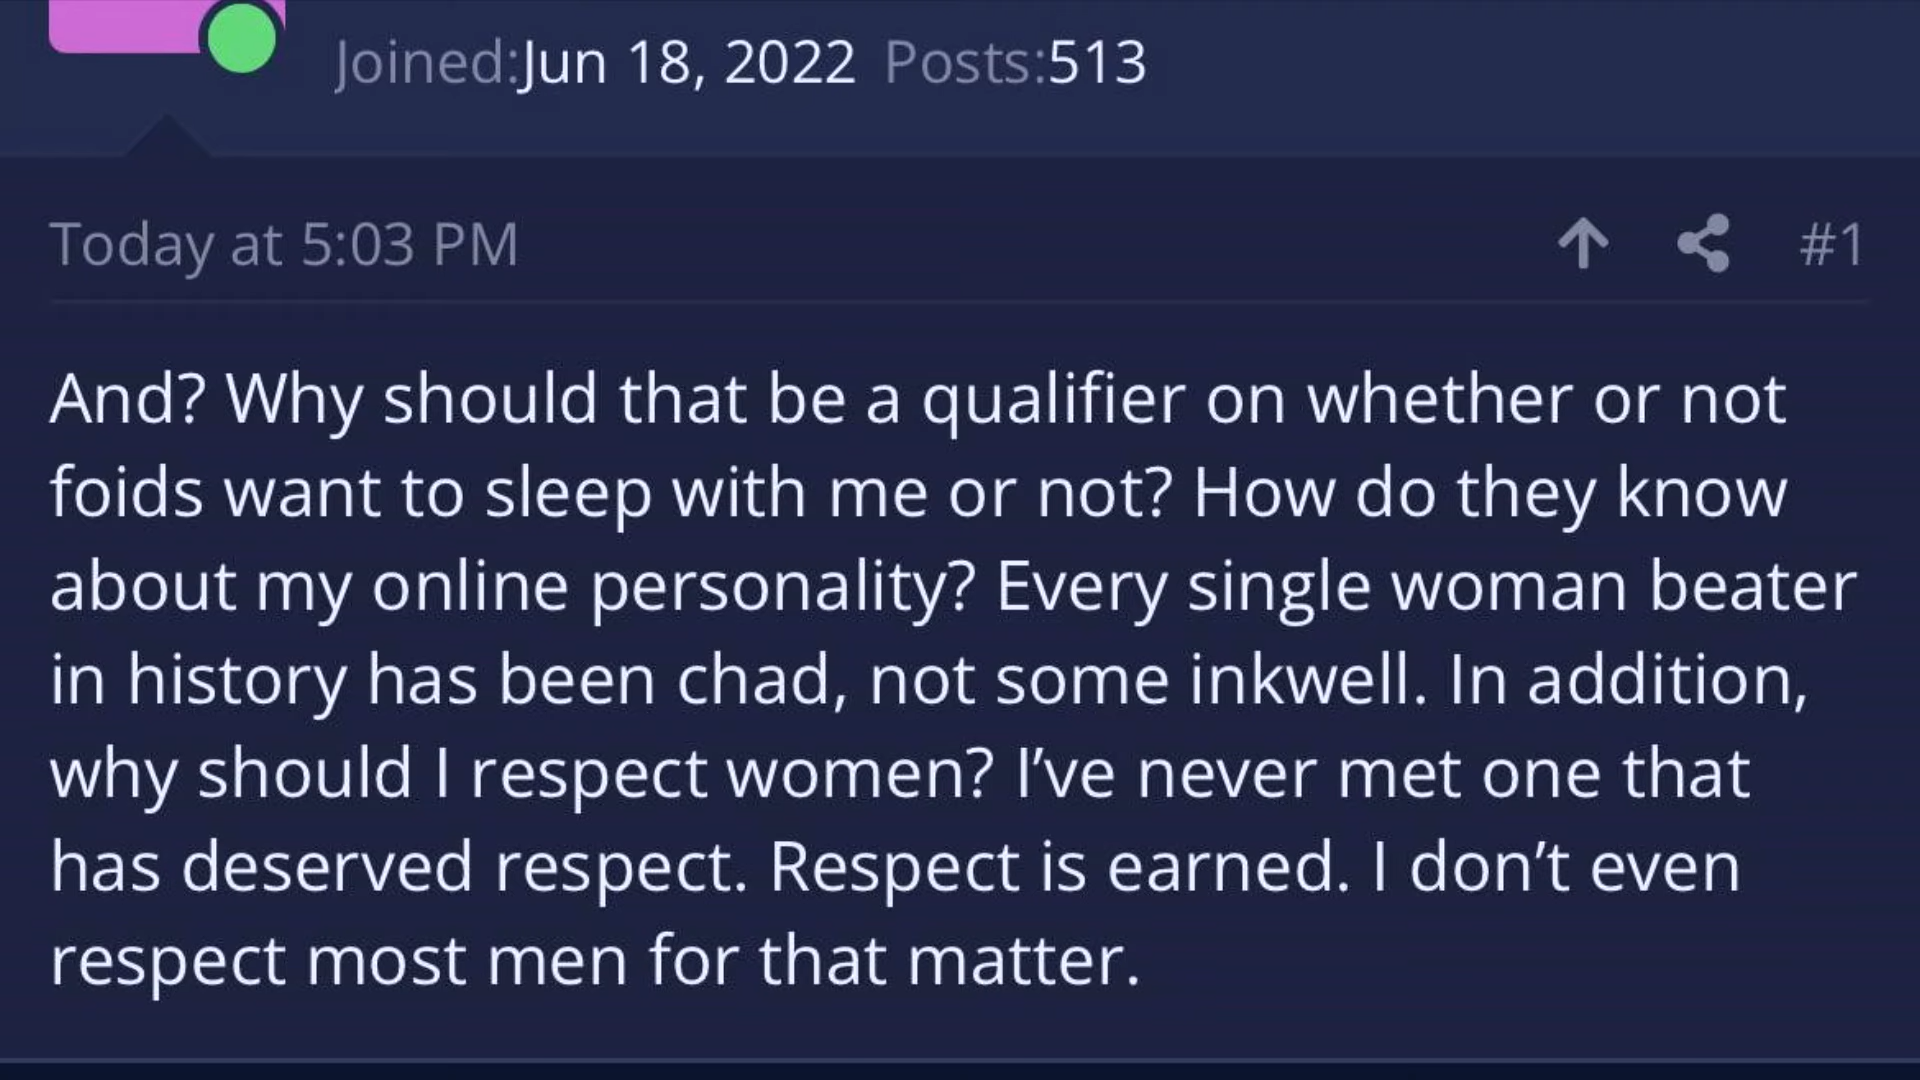 Joined:Jun 18, 2022 Posts:513
Today at 5:03 PM #1
And? Why should that be a qualifier on whether or not
foids want to sleep with me or not? How do they know
about my online personality? Every single woman beater
in history has been chad, not some inkwell. In addition,
why should I respect women? I’ve never met one that
has deserved respect. Respect is earned. I don’t even
respect most men for that matter.